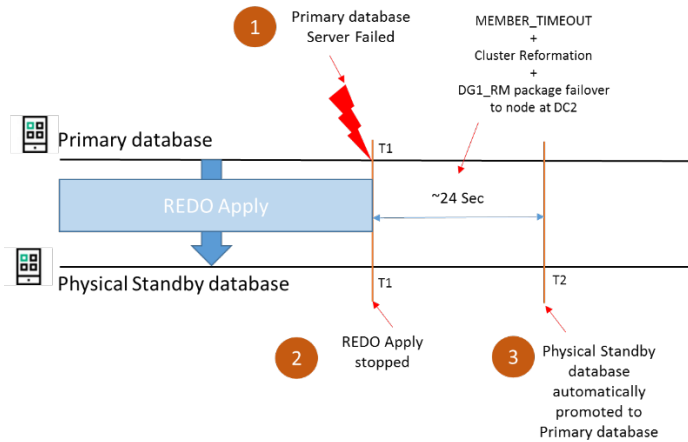 1
Primary database
Server Failed
MEMBER_TIMEOUT
+
Cluster Reformation
+
DG1_RM package failover
to node at DC2
Primary database
T1
REDO Apply
~24 Sec
Physical Standby database
T1
T2
2
REDO Apply
stopped
3
Physical Standby
database
automatically
promoted to
Primary database